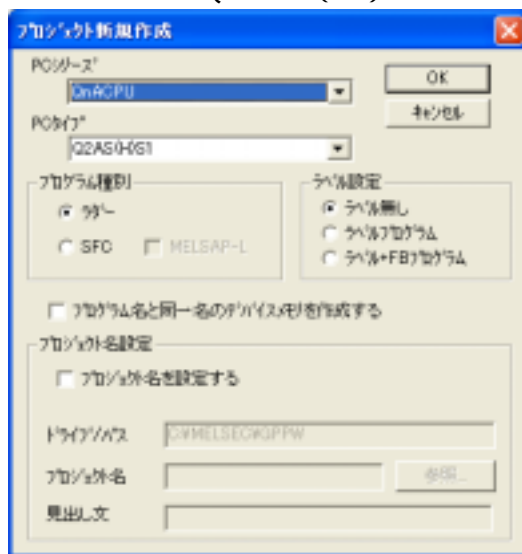 プロジェクト新規作成
PCシリーズ
QnACPU
OK
キャンセル
PCタイプ
Q2AS(H)S1
プログラム種別
ラダー
SFC
MELSAP-L
ラベル設定
ラベル無し
ラベルプログラム
ラベル+FBプログラム
プログラム名と同一名のデバイスメモリを作成する
プロジェクト名設定
プロジェクト名を設定する
ドライブ/パス
C:¥MELSEC¥GPPW
プロジェクト名
参照...
見出し文